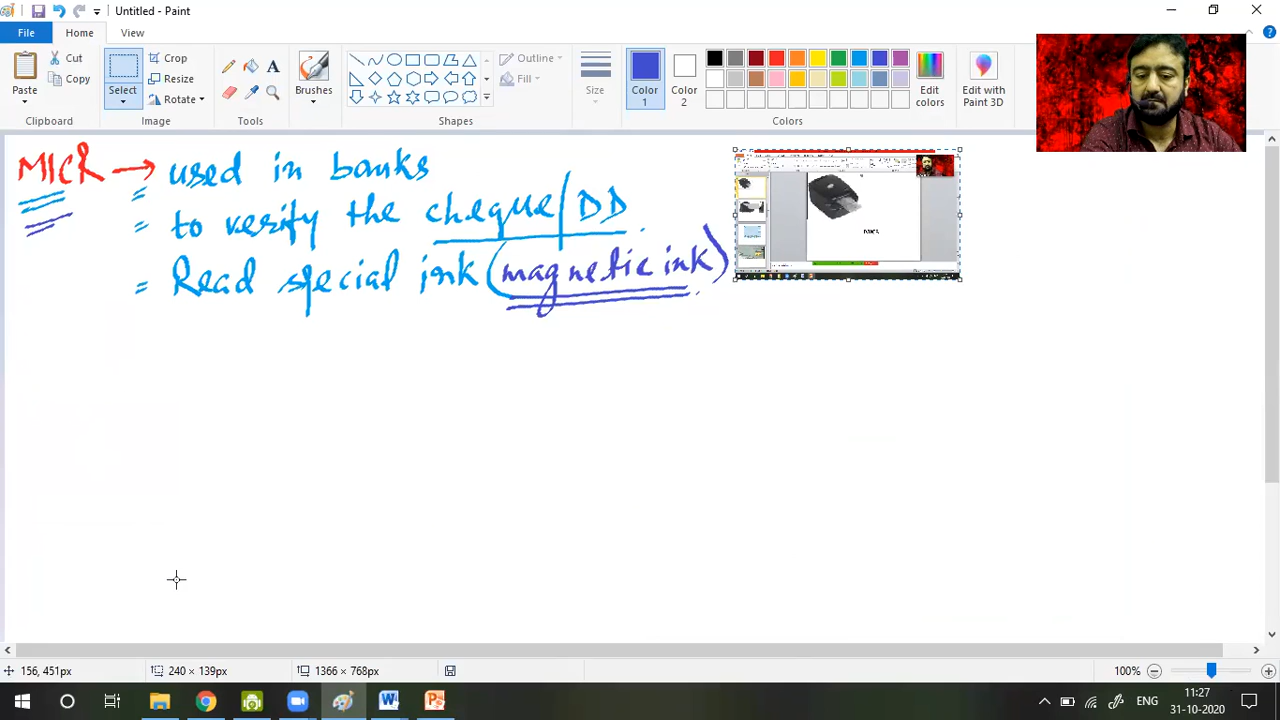 Untitled - Paint
File
Home
View
Paste
Cut
Copy
Clipboard
Select
Crop
Resize
Rotate
Image
Tools
Brushes
Outline
Fill
Shapes
Size
Color 1
Color 2
Edit colors
Edit with Paint 3D
Colors
MICR → used in banks
= to verify the cheque/DD.
= Read special ink (magnetic ink).
156, 451px
240 × 139px
1366 × 768px
100%
ENG
11:27
31-10-2020